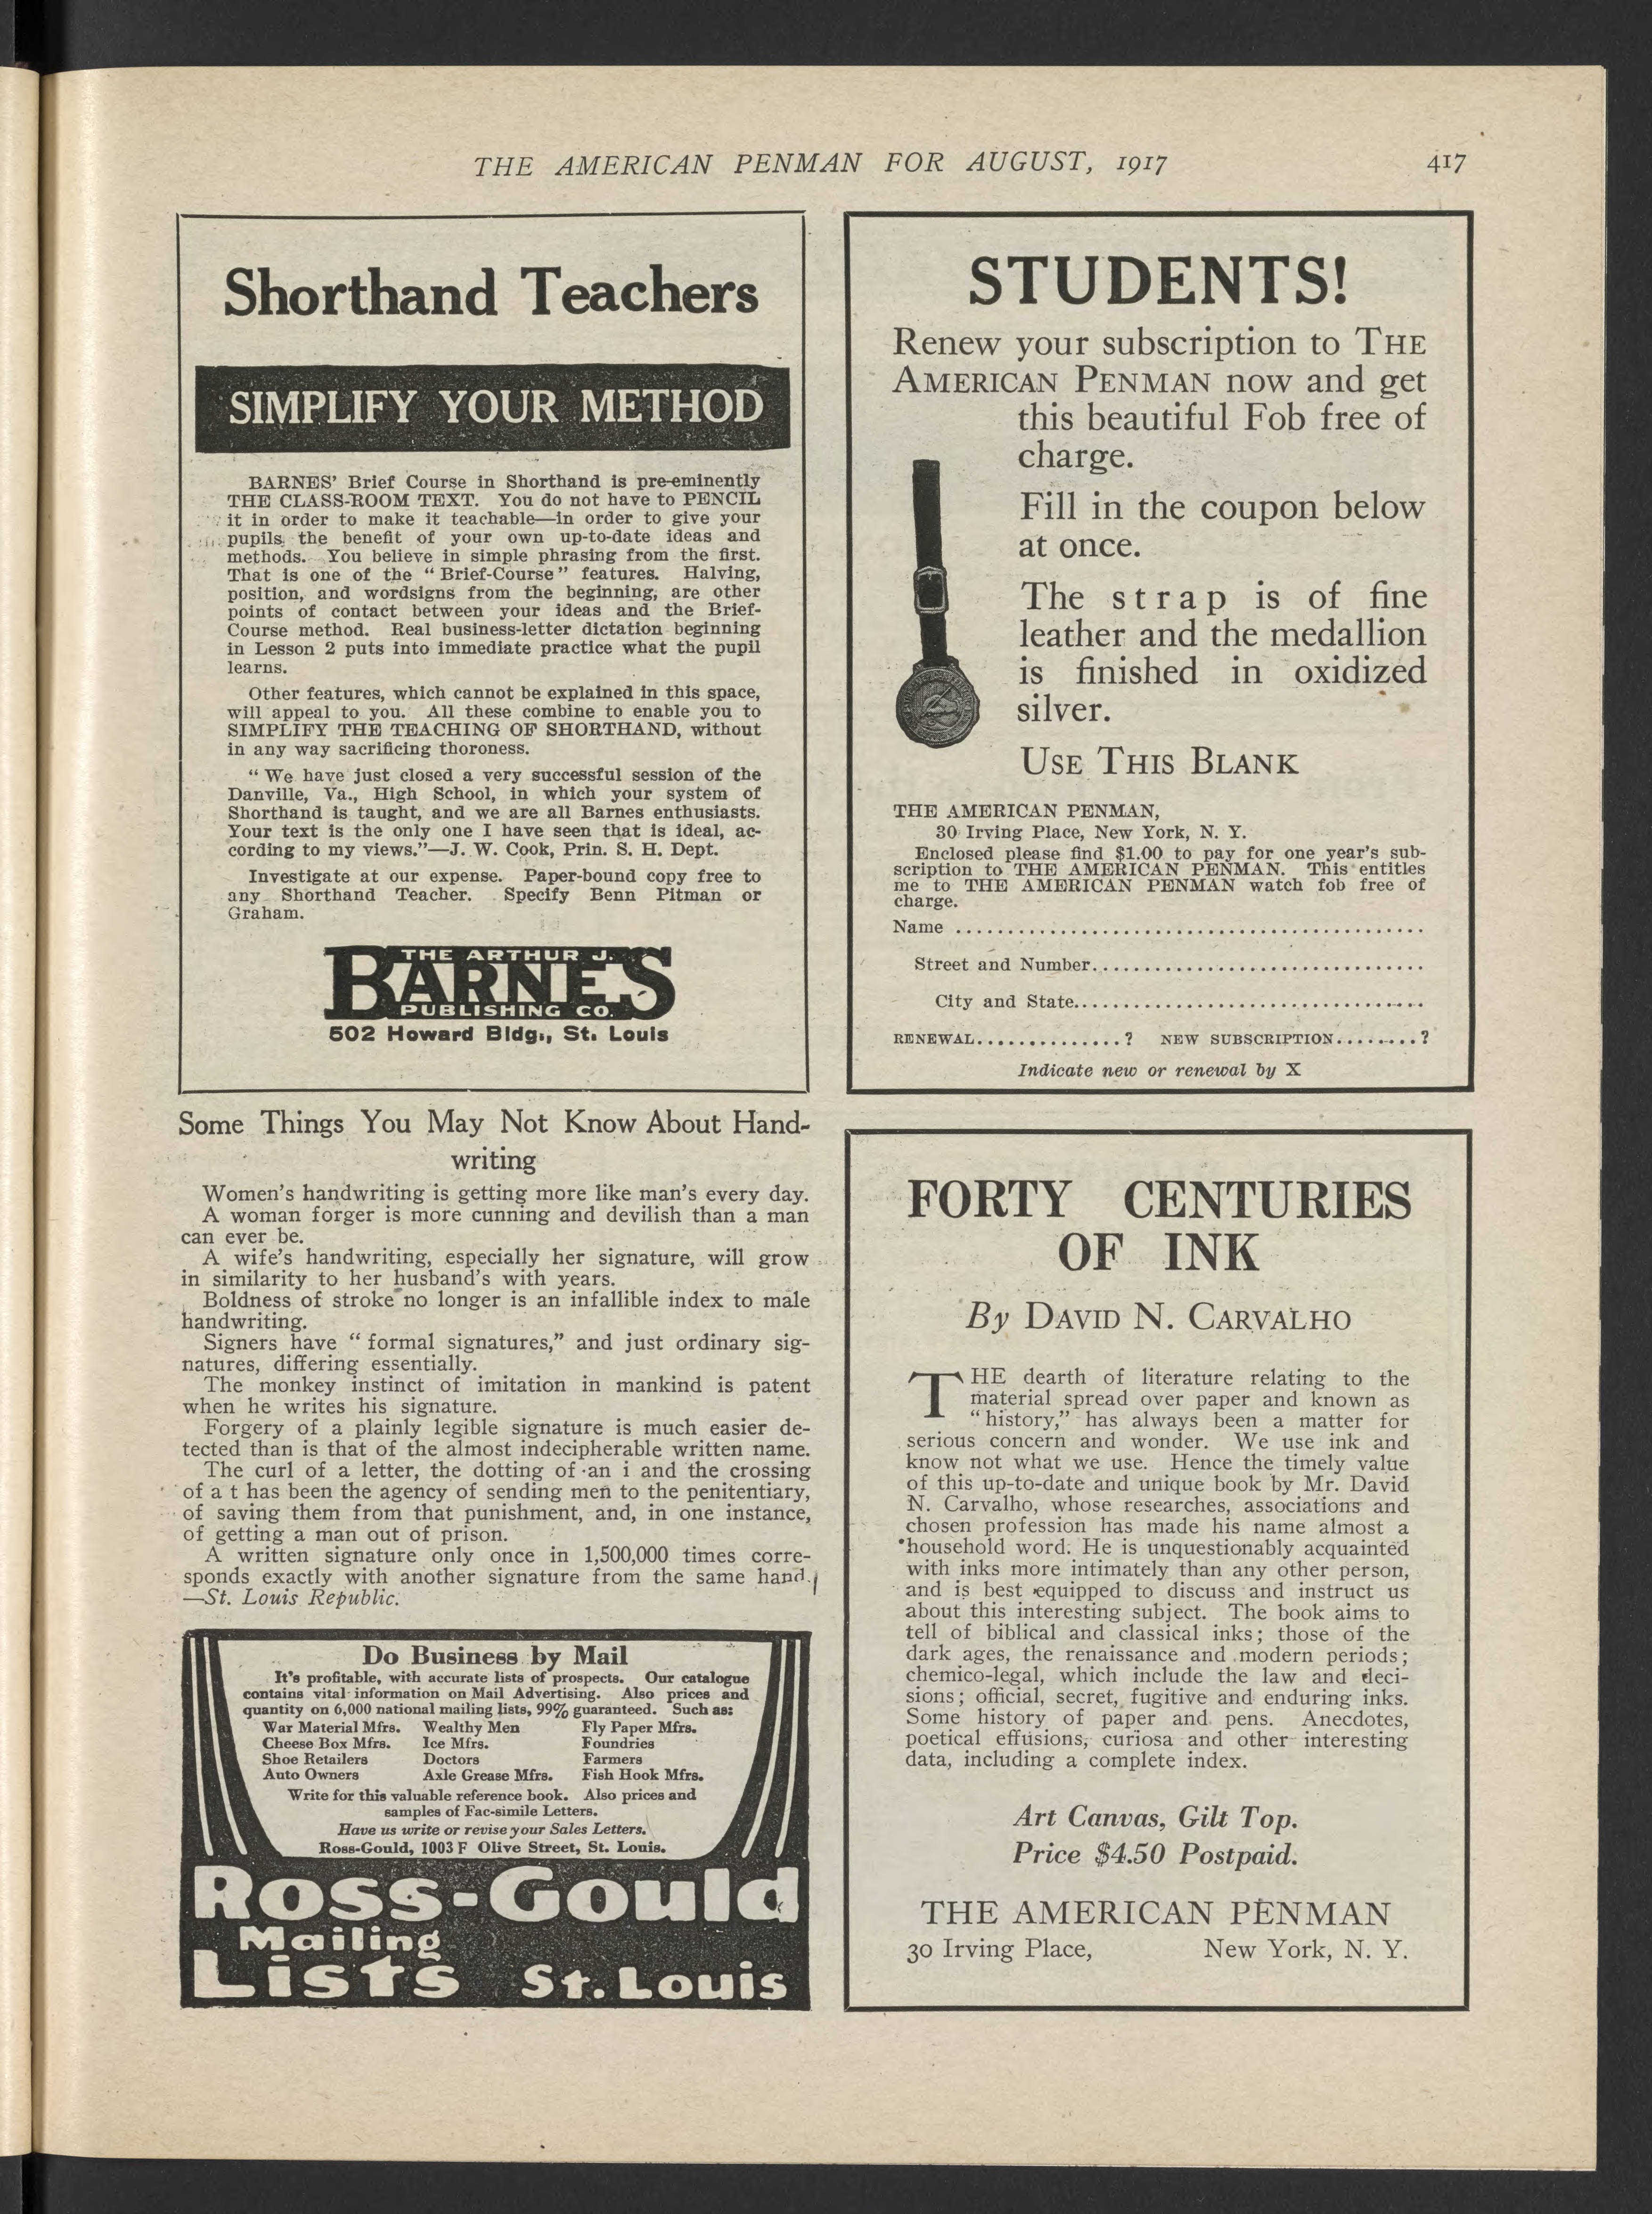 THE AMERICAN PENMAN FOR AUGUST, 1917
417
Shorthand Teachers
SIMPLIFY YOUR METHOD
BARNES' Brief Course in Shorthand is pre-eminently
THE CLASS-ROOM TEXT. You do not have to PENCIL
it in order to make it teachable—in order to give your
pupils the benefit of your own up-to-date ideas and
methods. You believe in simple phrasing from the first.
That is one of the "Brief-Course" features. Halving,
position, and wordsigns from the beginning, are other
points of contact between your ideas and the Brief-
Course method. Real business-letter dictation beginning
in Lesson 2 puts into immediate practice what the pupil
learns.
Other features, which cannot be explained in this space,
will appeal to you. All these combine to enable you to
SIMPLIFY THE TEACHING OF SHORTHAND, without
in any way sacrificing thoroness.
"We have just closed a very successful session of the
Danville, Va., High School, in which your system of
Shorthand is taught, and we are all Barnes enthusiasts.
Your text is the only one I have seen that is ideal, ac-
cording to my views."—J. W. Cook, Prin. S. H. Dept.
Investigate at our expense. Paper-bound copy free to
any Shorthand Teacher. Specify Benn Pitman or
Graham.
THE ARTHUR J.
BARNES
PUBLISHING CO.
502 Howard Bldg., St. Louis
Some Things You May Not Know About Hand-
writing
Women's handwriting is getting more like man's every day.
A woman forger is more cunning and devilish than a man
can ever be.
A wife's handwriting, especially her signature, will grow
in similarity to her husband's with years.
Boldness of stroke no longer is an infallible index to male
handwriting.
Signers have "formal signatures," and just ordinary sig-
natures, differing essentially.
The monkey instinct of imitation in mankind is patent
when he writes his signature.
Forgery of a plainly legible signature is much easier de-
tected than is that of the almost indecipherable written name.
The curl of a letter, the dotting of an i and the crossing
of a t has been the agency of sending men to the penitentiary,
of saving them from that punishment, and, in one instance,
of getting a man out of prison.
A written signature only once in 1,500,000 times corre-
sponds exactly with another signature from the same hand.
—St. Louis Republic.
Do Business by Mail
It's profitable, with accurate lists of prospects. Our catalogue
contains vital information on Mail Advertising. Also prices and
quantity on 6,000 national mailing lists, 99% guaranteed. Such as:
War Material Mfrs. Wealthy Men Fly Paper Mfrs.
Cheese Box Mfrs. Ice Mfrs. Foundries
Shoe Retailers Doctors Farmers
Auto Owners Axle Grease Mfrs. Fish Hook Mfrs.
Write for this valuable reference book. Also prices and
samples of Fac-simile Letters.
Have us write or revise your Sales Letters.
Ross-Gould, 1003 F Olive Street, St. Louis.
Ross-Gould
Mailing
Lists St. Louis
STUDENTS!
Renew your subscription to THE
AMERICAN PENMAN now and get
this beautiful Fob free of
charge.
Fill in the coupon below
at once.
The strap is of fine
leather and the medallion
is finished in oxidized
silver.
USE THIS BLANK
THE AMERICAN PENMAN,
30 Irving Place, New York, N. Y.
Enclosed please find $1.00 to pay for one year's sub-
scription to THE AMERICAN PENMAN. This entitles
me to THE AMERICAN PENMAN watch fob free of
charge.
Name ............................................
Street and Number................................
City and State..................................
RENEWAL..............? NEW SUBSCRIPTION........?
Indicate new or renewal by X
FORTY CENTURIES
OF INK
By DAVID N. CARVALHO
THE dearth of literature relating to the
material spread over paper and known as
"history," has always been a matter for
serious concern and wonder. We use ink and
know not what we use. Hence the timely value
of this up-to-date and unique book by Mr. David
N. Carvalho, whose researches, associations and
chosen profession has made his name almost a
household word. He is unquestionably acquainted
with inks more intimately than any other person,
and is best equipped to discuss and instruct us
about this interesting subject. The book aims to
tell of biblical and classical inks; those of the
dark ages, the renaissance and modern periods;
chemico-legal, which include the law and deci-
sions; official, secret, fugitive and enduring inks.
Some history of paper and pens. Anecdotes,
poetical effusions, curiosa and other interesting
data, including a complete index.
Art Canvas, Gilt Top.
Price $4.50 Postpaid.
THE AMERICAN PENMAN
30 Irving Place, New York, N. Y.